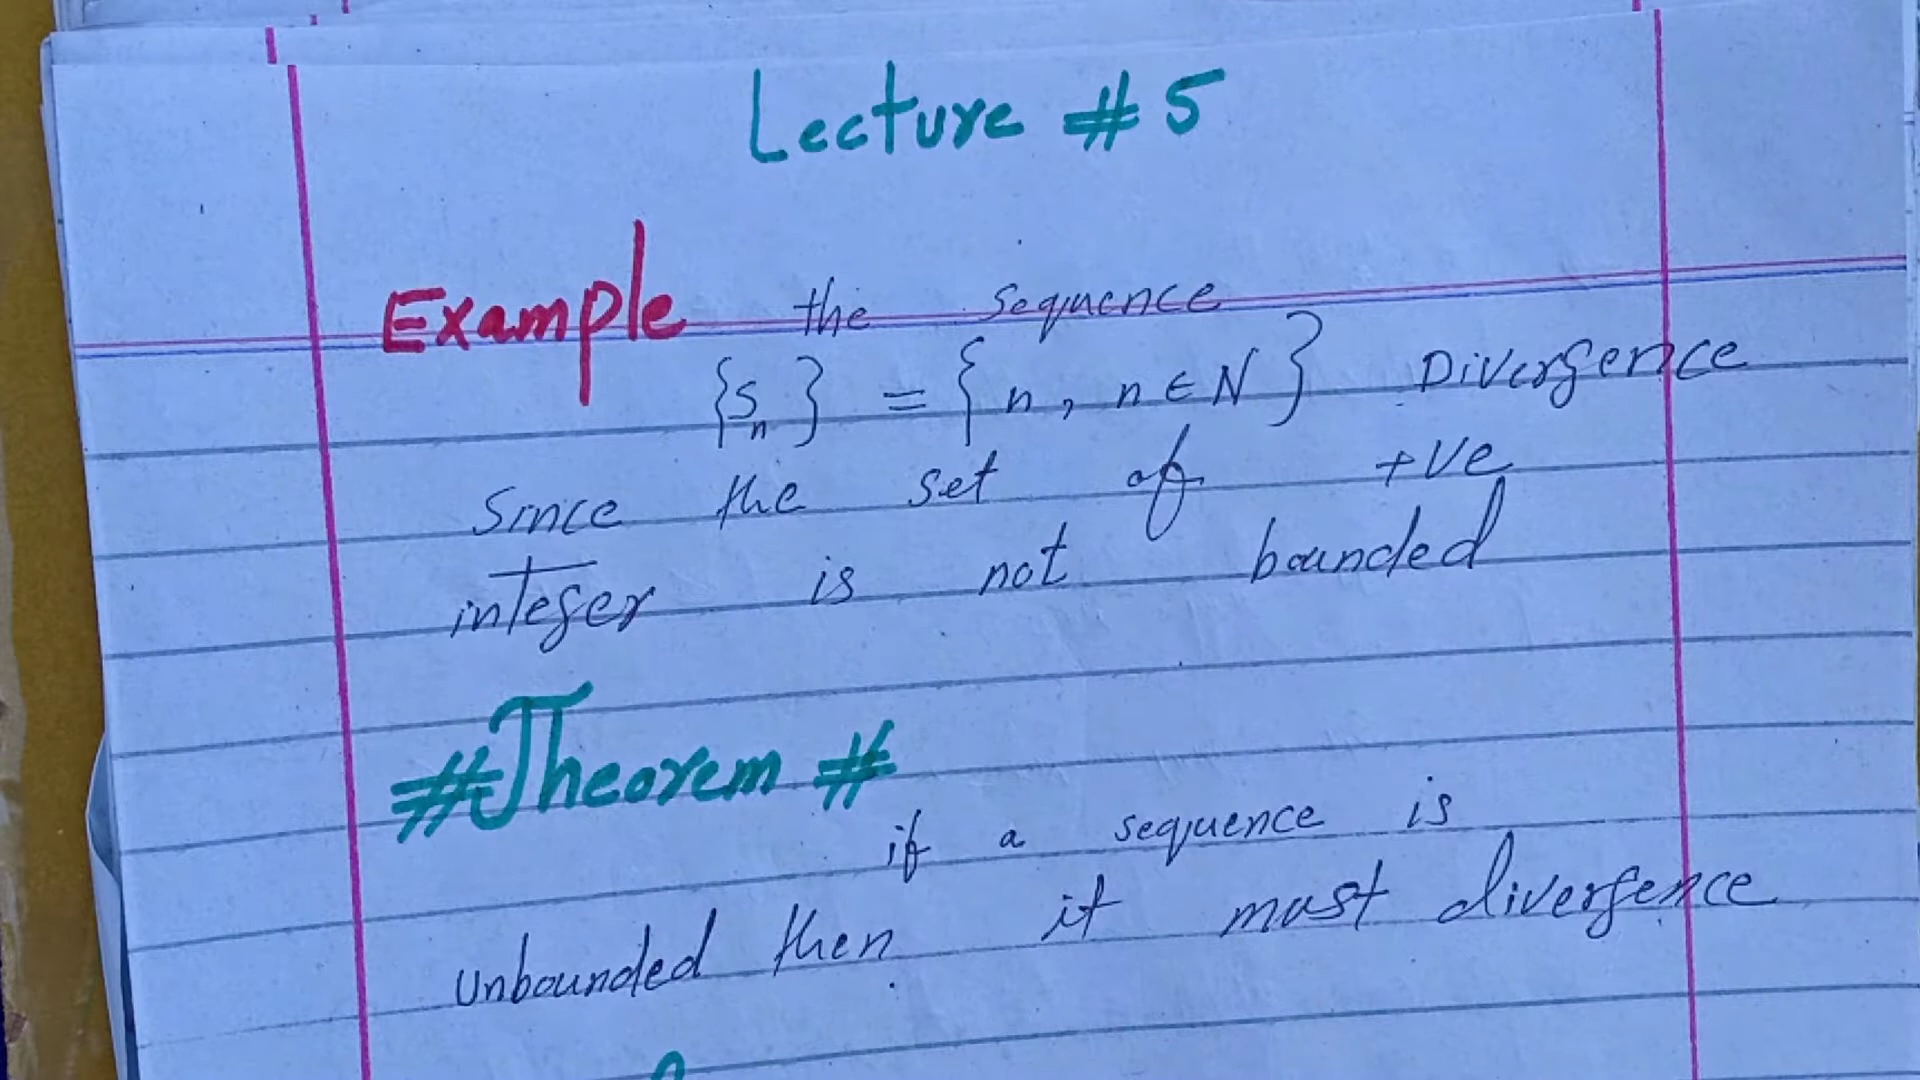 Lecture # 5
Example the sequence
{Sn} = {n, n ∈ N} Divergence
Since the set of +ve
integer is not bounded
#Theorem #
if a sequence is
unbounded then it must divergence